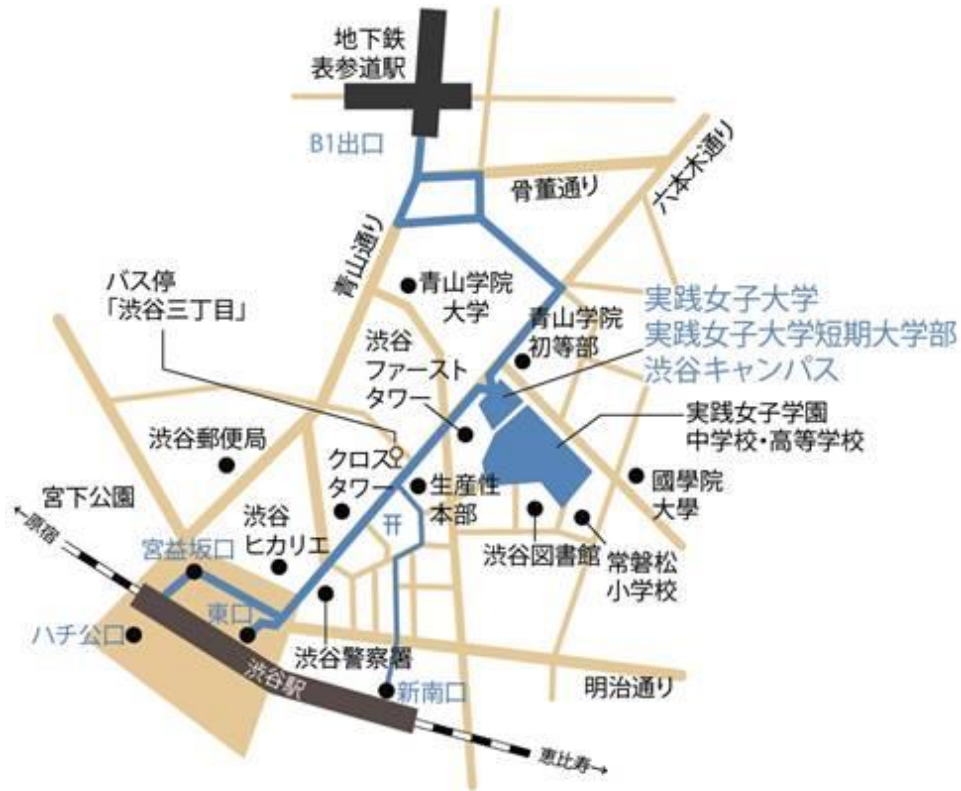 地下鉄
表参道駅
B1出口
骨董通り
六本木通り
青山通り
バス停
「渋谷三丁目」
青山学院
大学
青山学院
初等部
実践女子大学
実践女子大学短期大学部
渋谷キャンパス
渋谷
ファースト
タワー
実践女子学園
中学校・高等学校
渋谷郵便局
クロス
タワー
生産性
本部
國學院
大學
宮下公園
渋谷
ヒカリエ
渋谷図書館
常磐松
小学校
←原宿
宮益坂口
東口
ハチ公口
渋谷警察署
渋谷駅
新南口
明治通り
恵比寿→